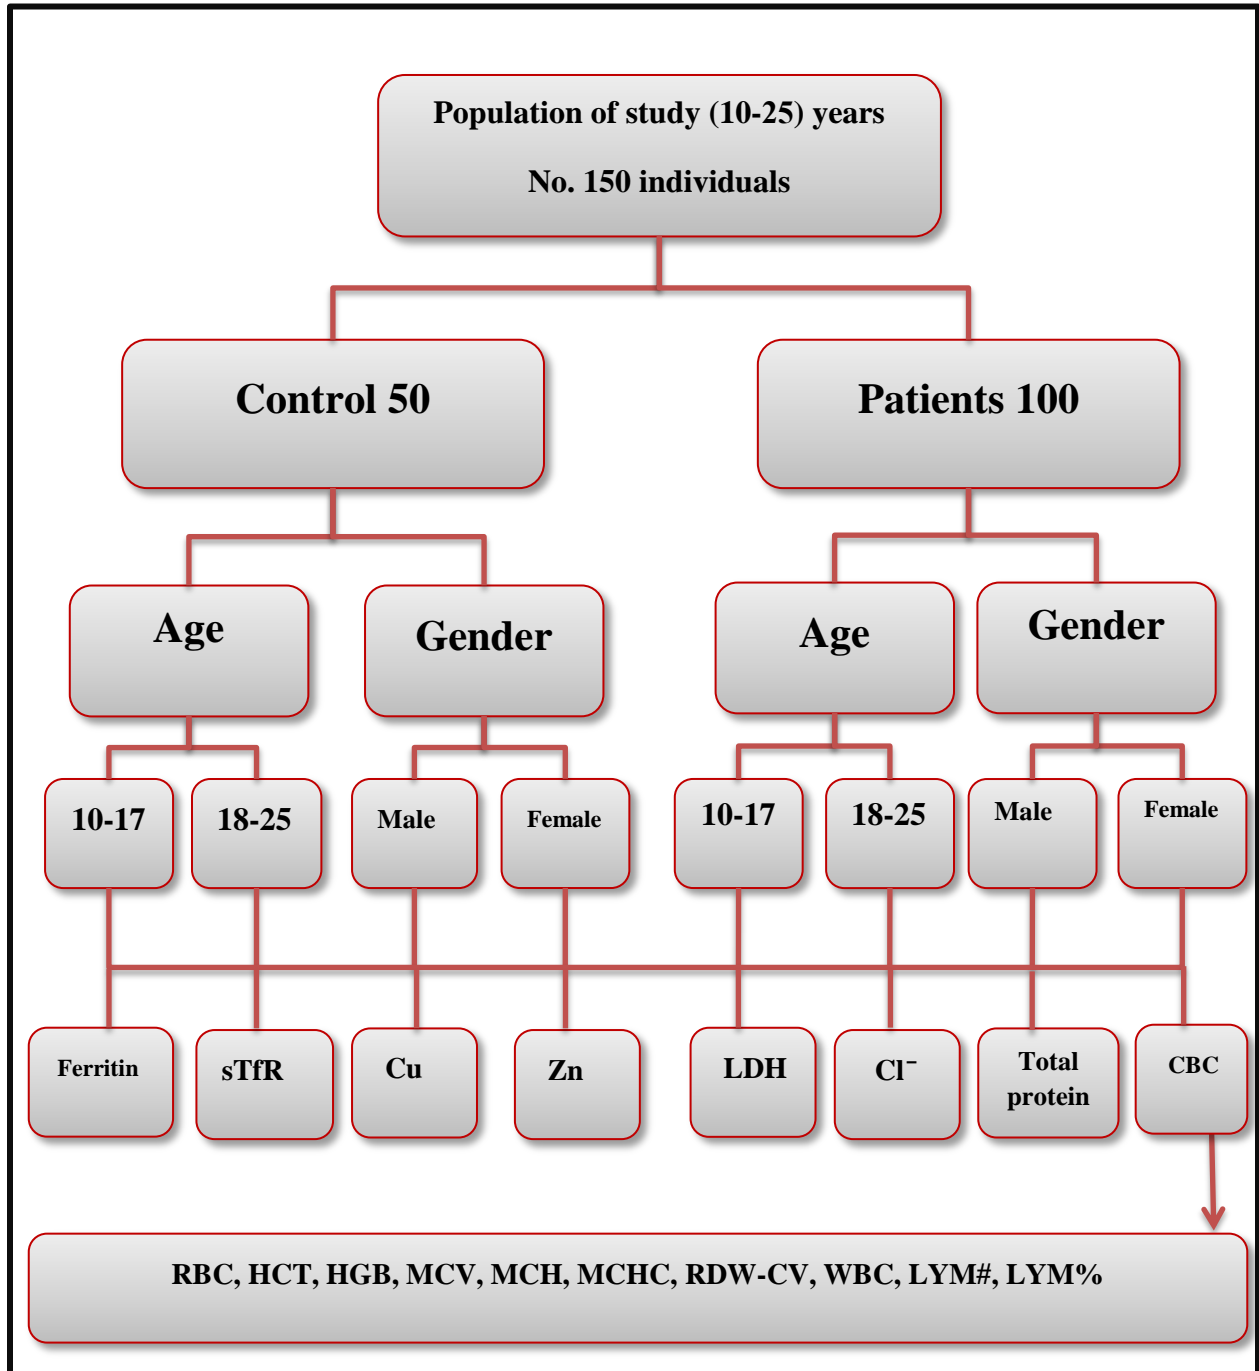 Population of study (10-25) years
No. 150 individuals
Control 50
Patients 100
Age
Gender
Age
Gender
10-17
18-25
Male
Female
10-17
18-25
Male
Female
Ferritin
sTfR
Cu
Zn
LDH
Cl⁻
Total
protein
CBC
RBC, HCT, HGB, MCV, MCH, MCHC, RDW-CV, WBC, LYM#, LYM%